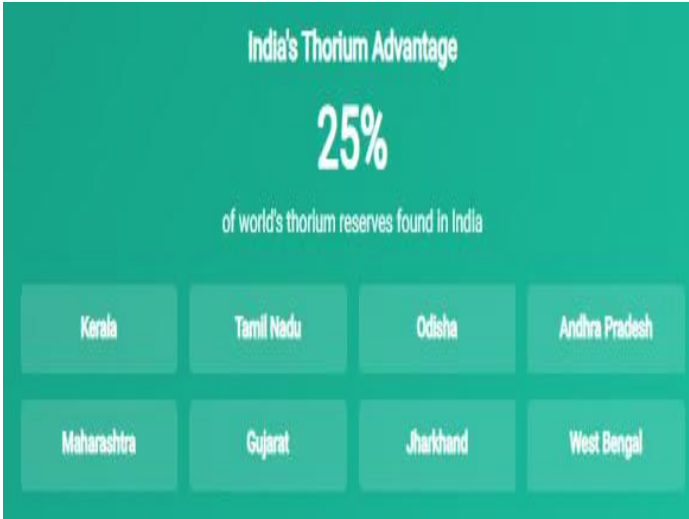 India's Thorium Advantage
25%
of world's thorium reserves found in India
Kerala
Tamil Nadu
Odisha
Andhra Pradesh
Maharashtra
Gujarat
Jharkhand
West Bengal